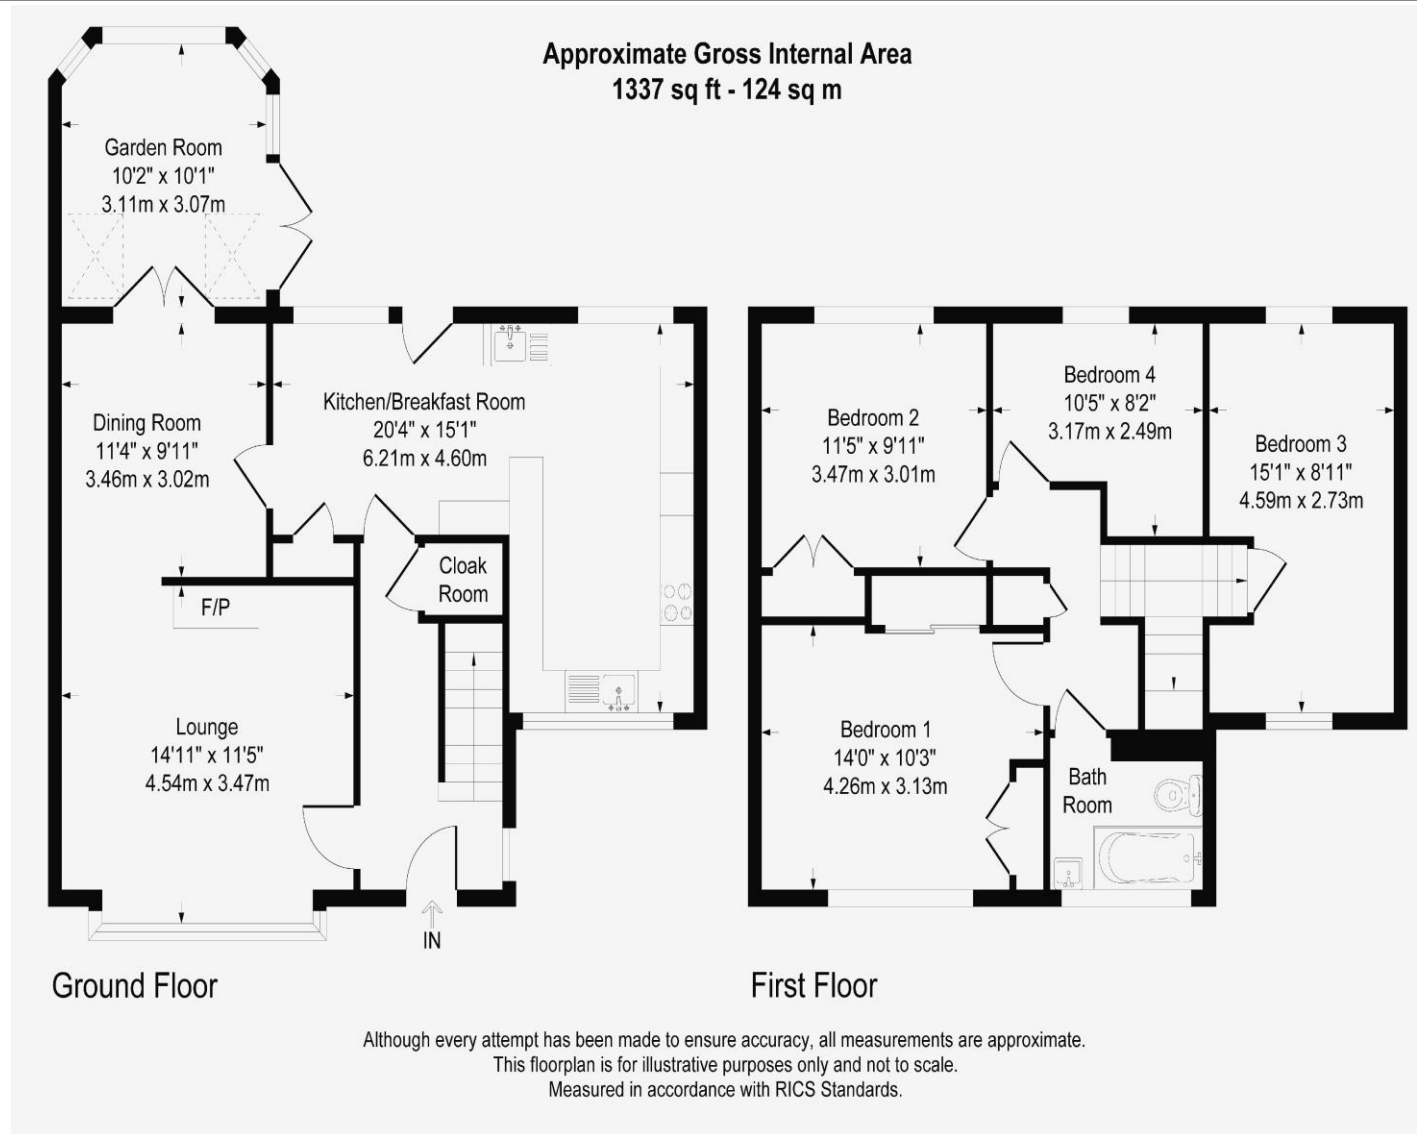 Approximate Gross Internal Area
1337 sq ft - 124 sq m
Garden Room
10'2" x 10'1"
3.11m x 3.07m
Dining Room
11'4" x 9'11"
3.46m x 3.02m
Kitchen/Breakfast Room
20'4" x 15'1"
6.21m x 4.60m
Cloak
Room
F/P
Lounge
14'11" x 11'5"
4.54m x 3.47m
IN
Ground Floor
Bedroom 2
11'5" x 9'11"
3.47m x 3.01m
Bedroom 4
10'5" x 8'2"
3.17m x 2.49m
Bedroom 3
15'1" x 8'11"
4.59m x 2.73m
Bedroom 1
14'0" x 10'3"
4.26m x 3.13m
Bath
Room
First Floor
Although every attempt has been made to ensure accuracy, all measurements are approximate.
This floorplan is for illustrative purposes only and not to scale.
Measured in accordance with RICS Standards.